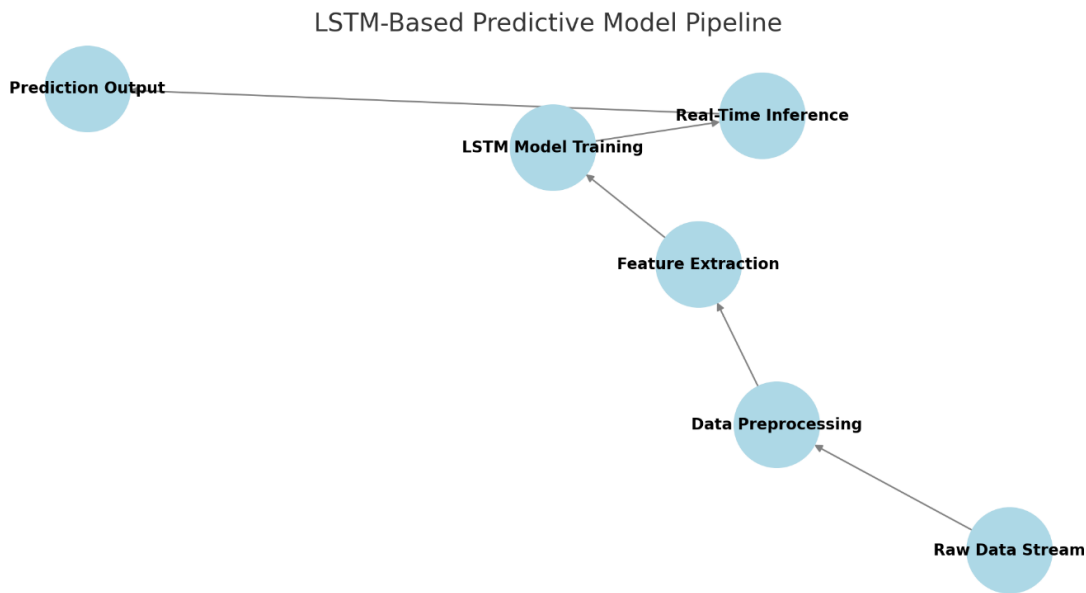 LSTM-Based Predictive Model Pipeline
Prediction Output
Real-Time Inference
LSTM Model Training
Feature Extraction
Data Preprocessing
Raw Data Stream